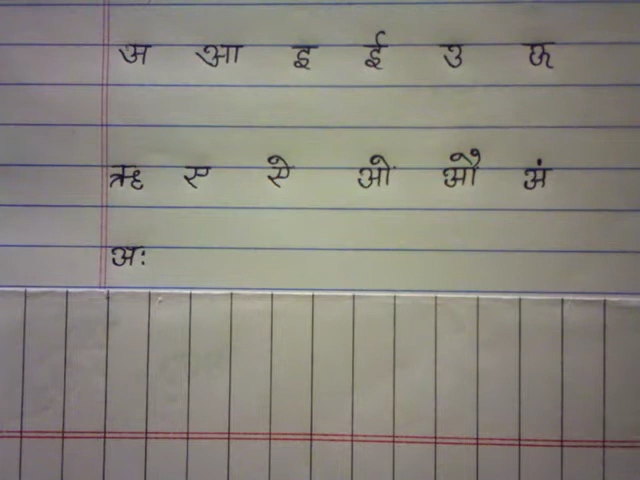 अ आ इ ई उ ऊ
ऋ ए ऐ ओ औ अं
अः